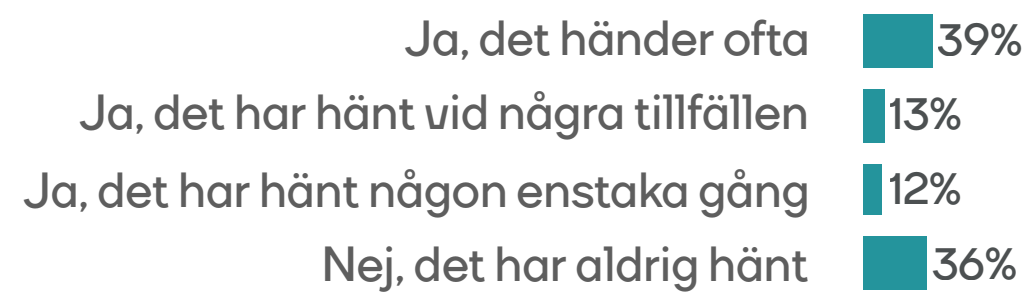 Ja, det händer ofta 39%
Ja, det har hänt vid några tillfällen 13%
Ja, det har hänt någon enstaka gång 12%
Nej, det har aldrig hänt 36%